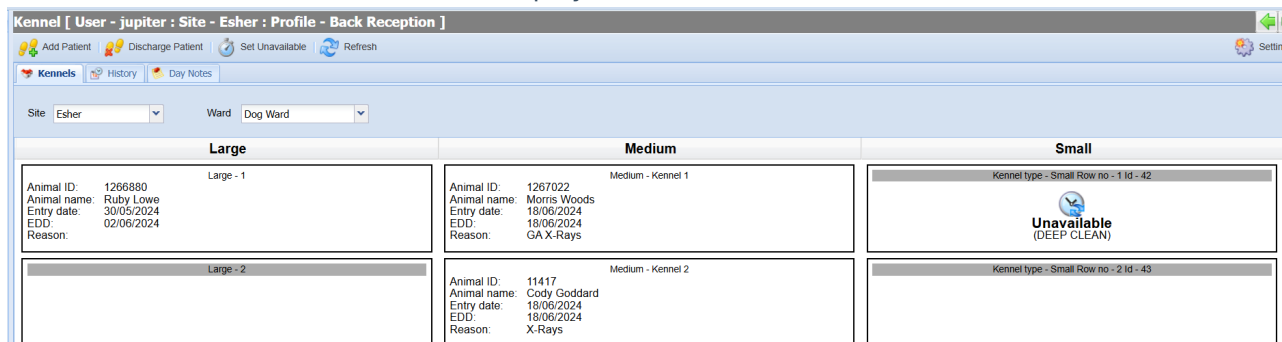 Kennel [ User - jupiter : Site - Esher : Profile - Back Reception ]
Add Patient Discharge Patient Set Unavailable Refresh
Kennels History Day Notes
Site Esher Ward Dog Ward
Large Medium Small
Large - 1
Animal ID: 1266880
Animal name: Ruby Lowe
Entry date: 30/05/2024
EDD: 02/06/2024
Reason:
Medium - Kennel 1
Animal ID: 1267022
Animal name: Morris Woods
Entry date: 18/06/2024
EDD: 18/06/2024
Reason: GA X-Rays
Kennel type - Small Row no - 1 Id - 42
Unavailable
(DEEP CLEAN)
Large - 2
Medium - Kennel 2
Animal ID: 11417
Animal name: Cody Goddard
Entry date: 18/06/2024
EDD: 18/06/2024
Reason: X-Rays
Kennel type - Small Row no - 2 Id - 43